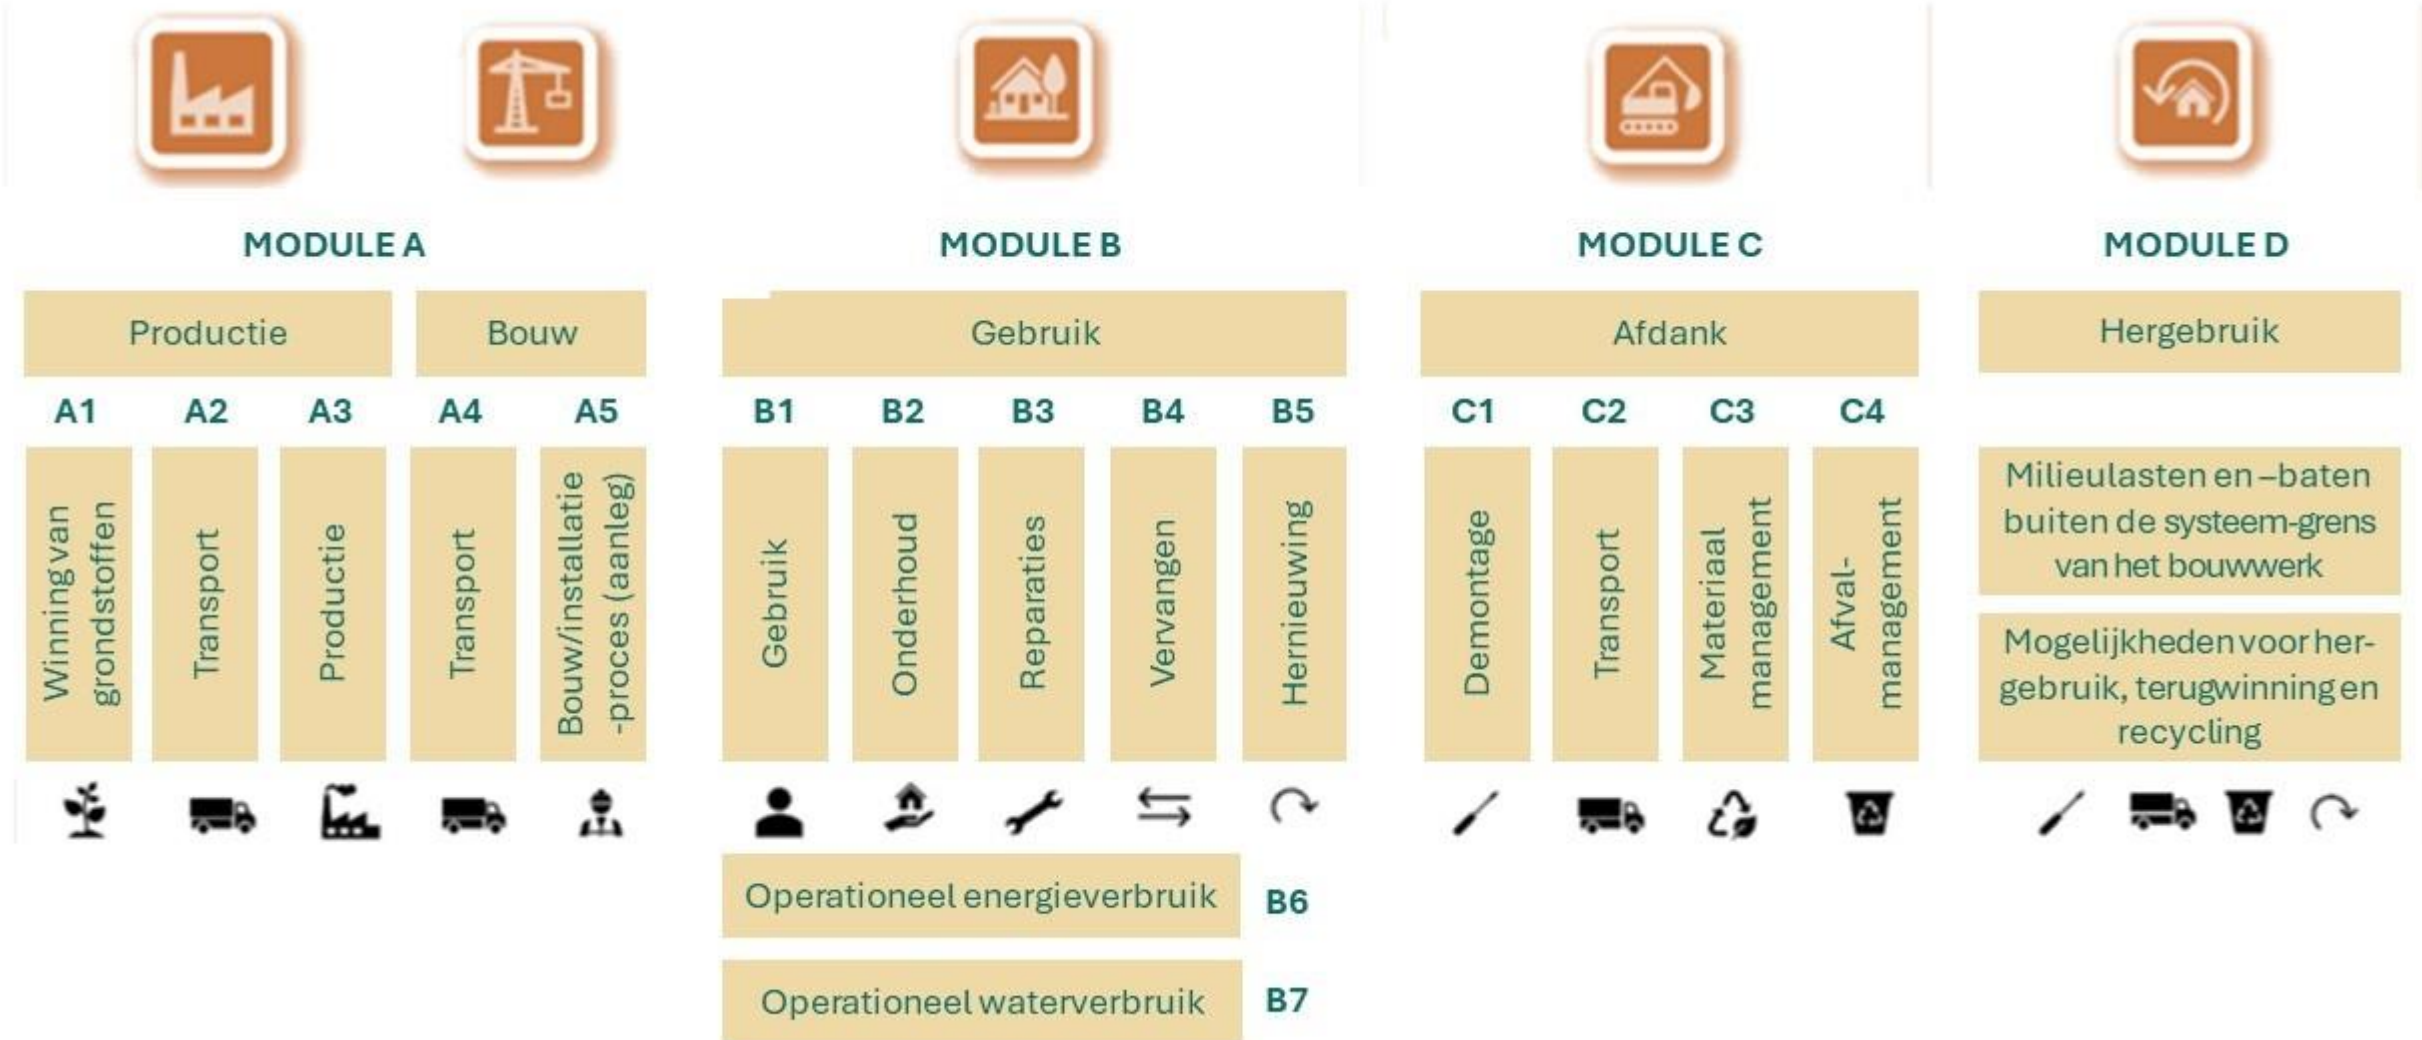 MODULE A
MODULE B
MODULE C
MODULE D
Productie
Bouw
Gebruik
Afdank
Hergebruik
A1
A2
A3
A4
A5
B1
B2
B3
B4
B5
C1
C2
C3
C4
Winning van
grondstoffen
Transport
Productie
Transport
Bouw/installatie
-proces (aanleg)
Gebruik
Onderhoud
Reparaties
Vervangen
Hernieuwing
Demontage
Transport
Materiaal
management
Afval-
management
Milieulasten en –baten
buiten de systeem-grens
van het bouwwerk
Mogelijkheden voor her-
gebruik, terugwinning en
recycling
Operationeel energieverbruik
B6
Operationeel waterverbruik
B7